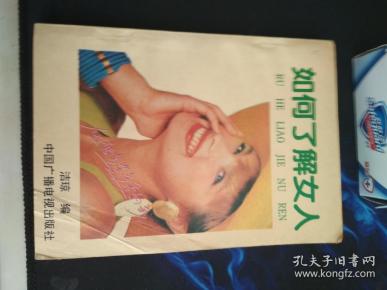 如何了解女人
RU HE LIAO JIE NU REN
洁琼 编
中国广播电视出版社
孔夫子旧书网
www.kongfz.com